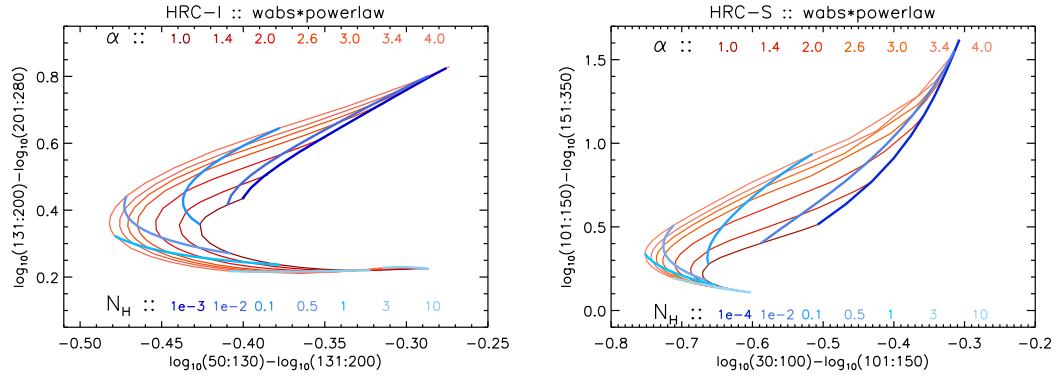 HRC-I :: wabs*powerlaw
α :: 1.0 1.4 2.0 2.6 3.0 3.4 4.0
0.8
0.6
0.4
0.2
log10(131:200)-log10(201:280)
N_H :: 1e-3 1e-2 0.1 0.5 1 3 10
-0.50 -0.45 -0.40 -0.35 -0.30 -0.25
log10(50:130)-log10(131:200)
HRC-S :: wabs*powerlaw
α :: 1.0 1.4 2.0 2.6 3.0 3.4 4.0
1.5
1.0
0.5
0.0
log10(101:150)-log10(151:350)
N_H :: 1e-4 1e-2 0.1 0.5 1 3 10
-0.8 -0.7 -0.6 -0.5 -0.4 -0.3 -0.2
log10(30:100)-log10(101:150)